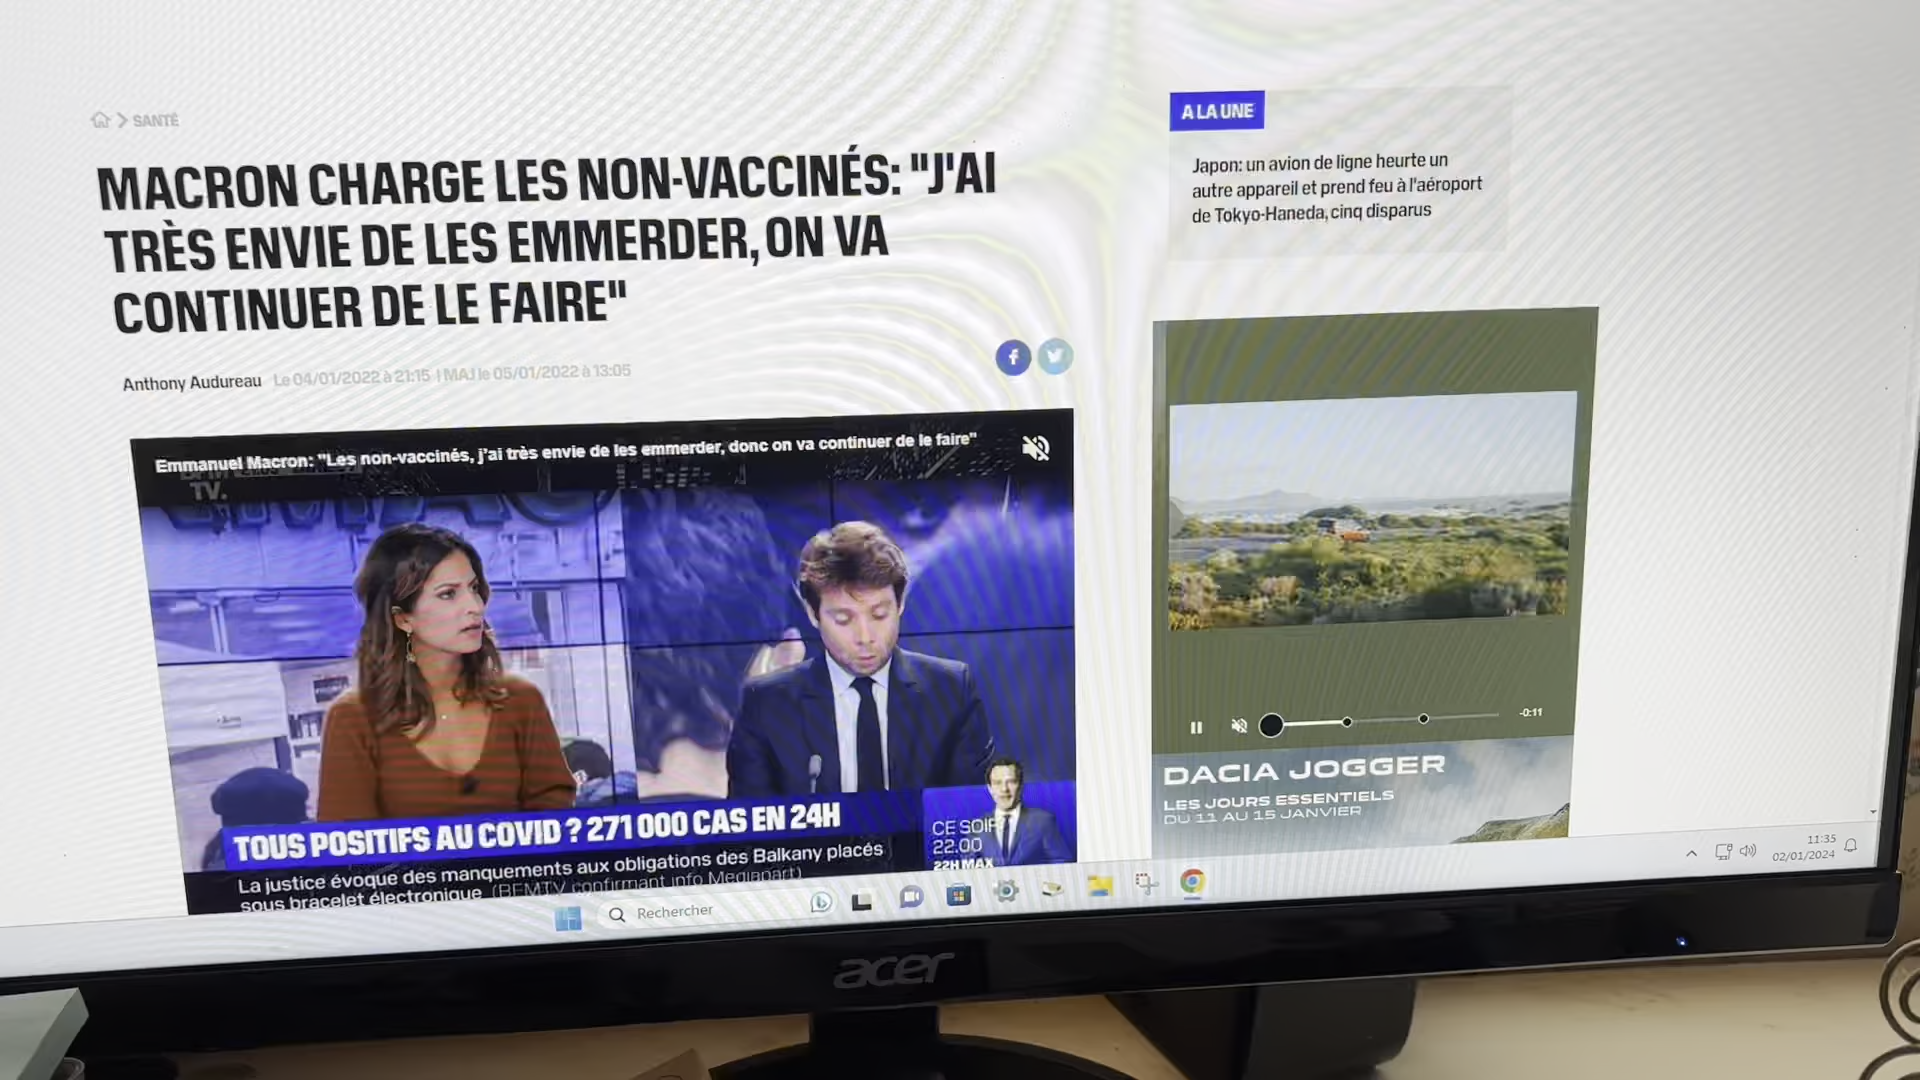 SANTÉ
MACRON CHARGE LES NON-VACCINÉS: "J'AI
TRÈS ENVIE DE LES EMMERDER, ON VA
CONTINUER DE LE FAIRE"
Anthony Audureau Le 04/01/2022 à 21:15 | MAJ le 05/01/2022 à 13:05
Emmanuel Macron: "Les non-vaccinés, j'ai très envie de les emmerder, donc on va continuer de le faire"
TV.
TOUS POSITIFS AU COVID ? 271 000 CAS EN 24H
La justice évoque des manquements aux obligations des Balkany placés
sous bracelet électronique (BFMTV confirmant info Mediapart)
CE SOIR
22.00
22H MAX
A LA UNE
Japon: un avion de ligne heurte un
autre appareil et prend feu à l'aéroport
de Tokyo-Haneda, cinq disparus
-0:11
DACIA JOGGER
LES JOURS ESSENTIELS
DU 11 AU 15 JANVIER
Rechercher
11:35
02/01/2024
acer